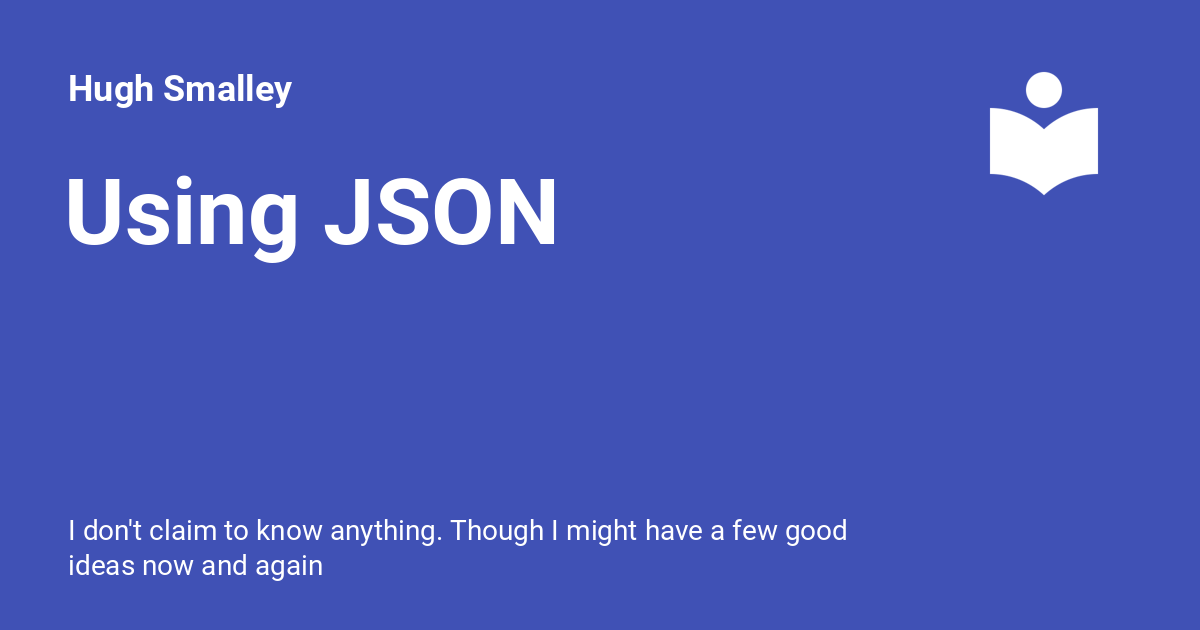 Hugh Smalley
Using JSON
I don't claim to know anything. Though I might have a few good
ideas now and again